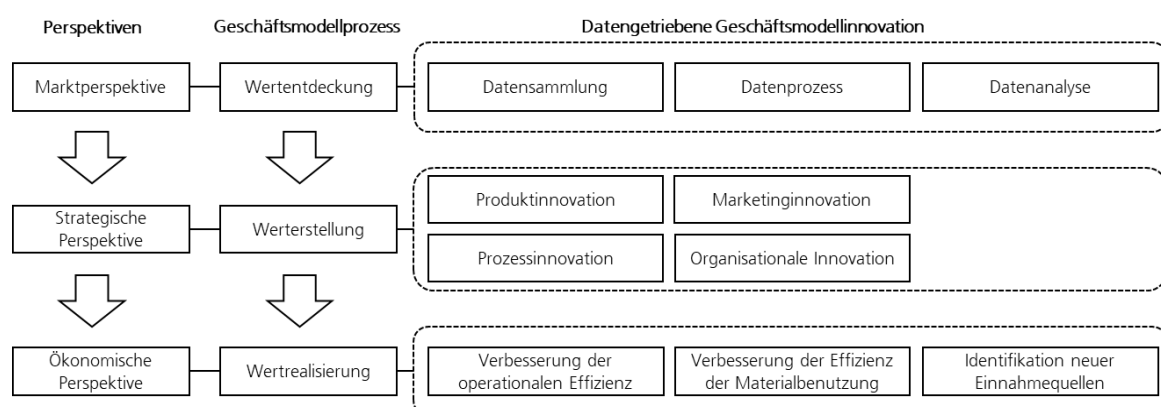 Perspektiven
Geschäftsmodellprozess
Datengetriebene Geschäftsmodellinnovation
Marktperspektive
Wertentdeckung
Datensammlung
Datenprozess
Datenanalyse
Strategische
Perspektive
Werterstellung
Produktinnovation
Marketinginnovation
Prozessinnovation
Organisationale Innovation
Ökonomische
Perspektive
Wertrealisierung
Verbesserung der
operationalen Effizienz
Verbesserung der Effizienz
der Materialbenutzung
Identifikation neuer
Einnahmequellen